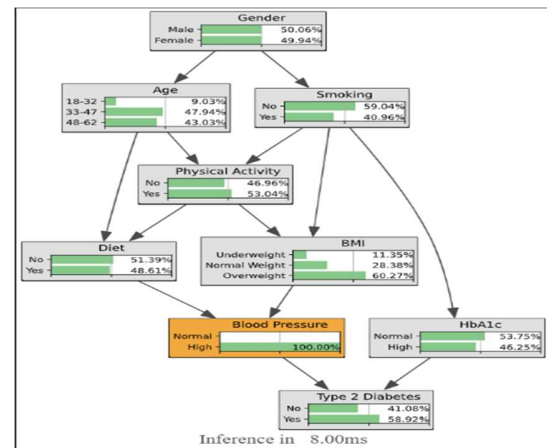 Gender
Male 50.06%
Female 49.94%
Age
18-32 9.03%
33-47 47.94%
48-62 43.03%
Smoking
No 59.04%
Yes 40.96%
Physical Activity
No 46.96%
Yes 53.04%
Diet
No 51.39%
Yes 48.61%
BMI
Underweight 11.35%
Normal Weight 28.38%
Overweight 60.27%
Blood Pressure
Normal
High 100.00%
HbA1c
Normal 53.75%
High 46.25%
Type 2 Diabetes
No 41.08%
Yes 58.92%
Inference in 8.00ms